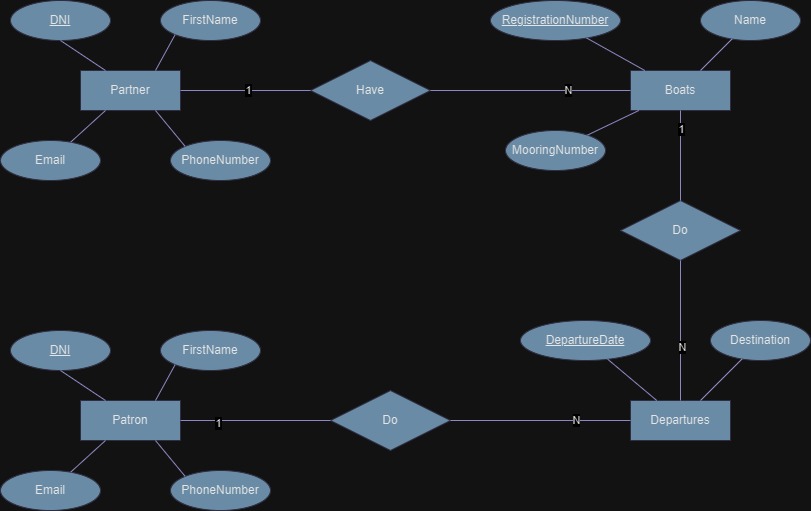 DNI
FirstName
RegistrationNumber
Name
Partner
1
Have
N
Boats
1
Email
PhoneNumber
MooringNumber
Do
DNI
FirstName
DepartureDate
Destination
N
Patron
1
Do
N
Departures
Email
PhoneNumber